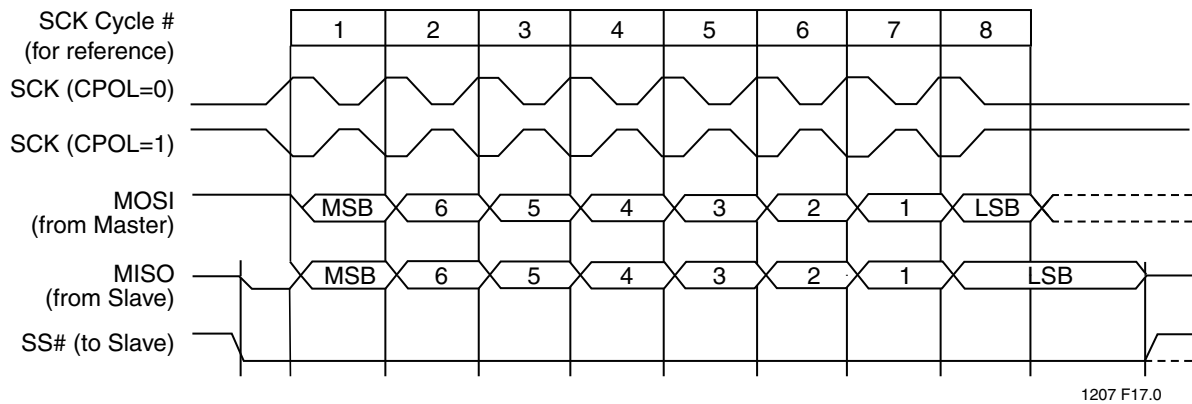 SCK Cycle #
(for reference)
1 2 3 4 5 6 7 8
SCK (CPOL=0)
SCK (CPOL=1)
MOSI
(from Master)
MSB 6 5 4 3 2 1 LSB
MISO
(from Slave)
MSB 6 5 4 3 2 1 LSB
SS# (to Slave)
1207 F17.0